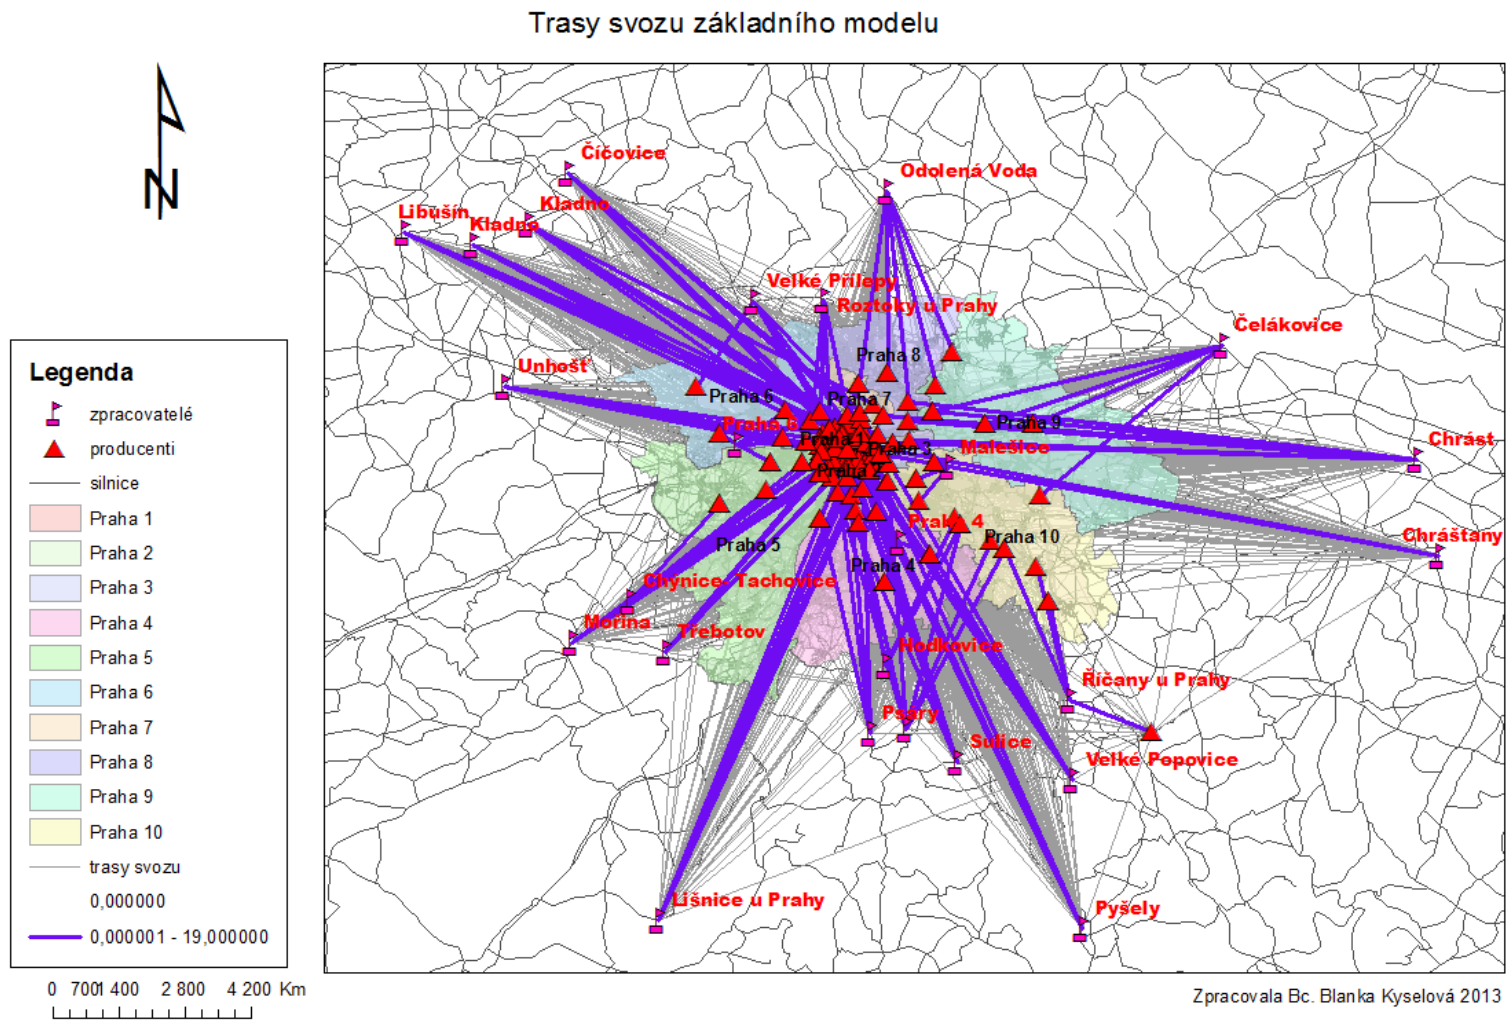 Trasy svozu základního modelu
N
Číčovice
Odolená Voda
Libušín
Kladno
Kladno
Velké Přílepy
Roztoky u Prahy
Čelákovice
Praha 8
Unhošť
Praha 6
Praha 7
Praha 6
Praha 9
Praha 1
Praha 3
Malešice
Chrást
Praha 2
Praha 4
Chrášťany
Praha 5
Praha 10
Praha 4
Chýnice- Tachovice
Mořina
Třebotov
Hodkovice
Říčany u Prahy
Psáry
Sulice
Velké Popovice
Líšnice u Prahy
Pyšely
Legenda
zpracovatelé
producenti
silnice
Praha 1
Praha 2
Praha 3
Praha 4
Praha 5
Praha 6
Praha 7
Praha 8
Praha 9
Praha 10
trasy svozu
0,000000
0,000001 - 19,000000
0 700 1 400 2 800 4 200 Km
Zpracovala Bc. Blanka Kyselová 2013